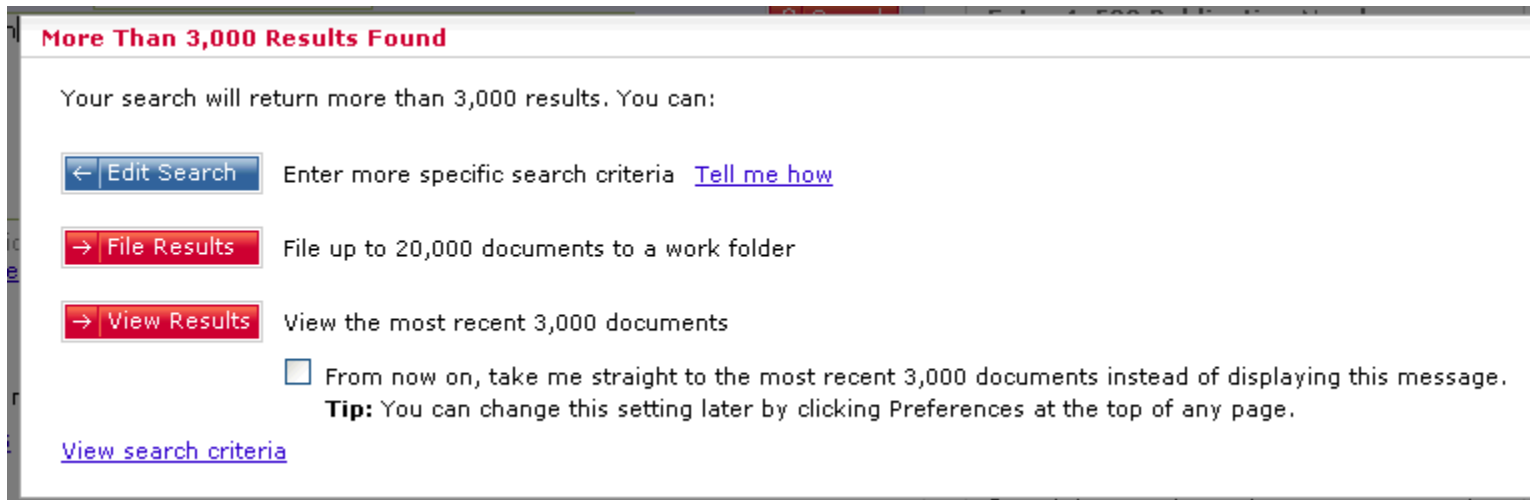 More Than 3,000 Results Found
Your search will return more than 3,000 results. You can:
← Edit Search Enter more specific search criteria Tell me how
→ File Results File up to 20,000 documents to a work folder
→ View Results View the most recent 3,000 documents
From now on, take me straight to the most recent 3,000 documents instead of displaying this message.
Tip: You can change this setting later by clicking Preferences at the top of any page.
View search criteria